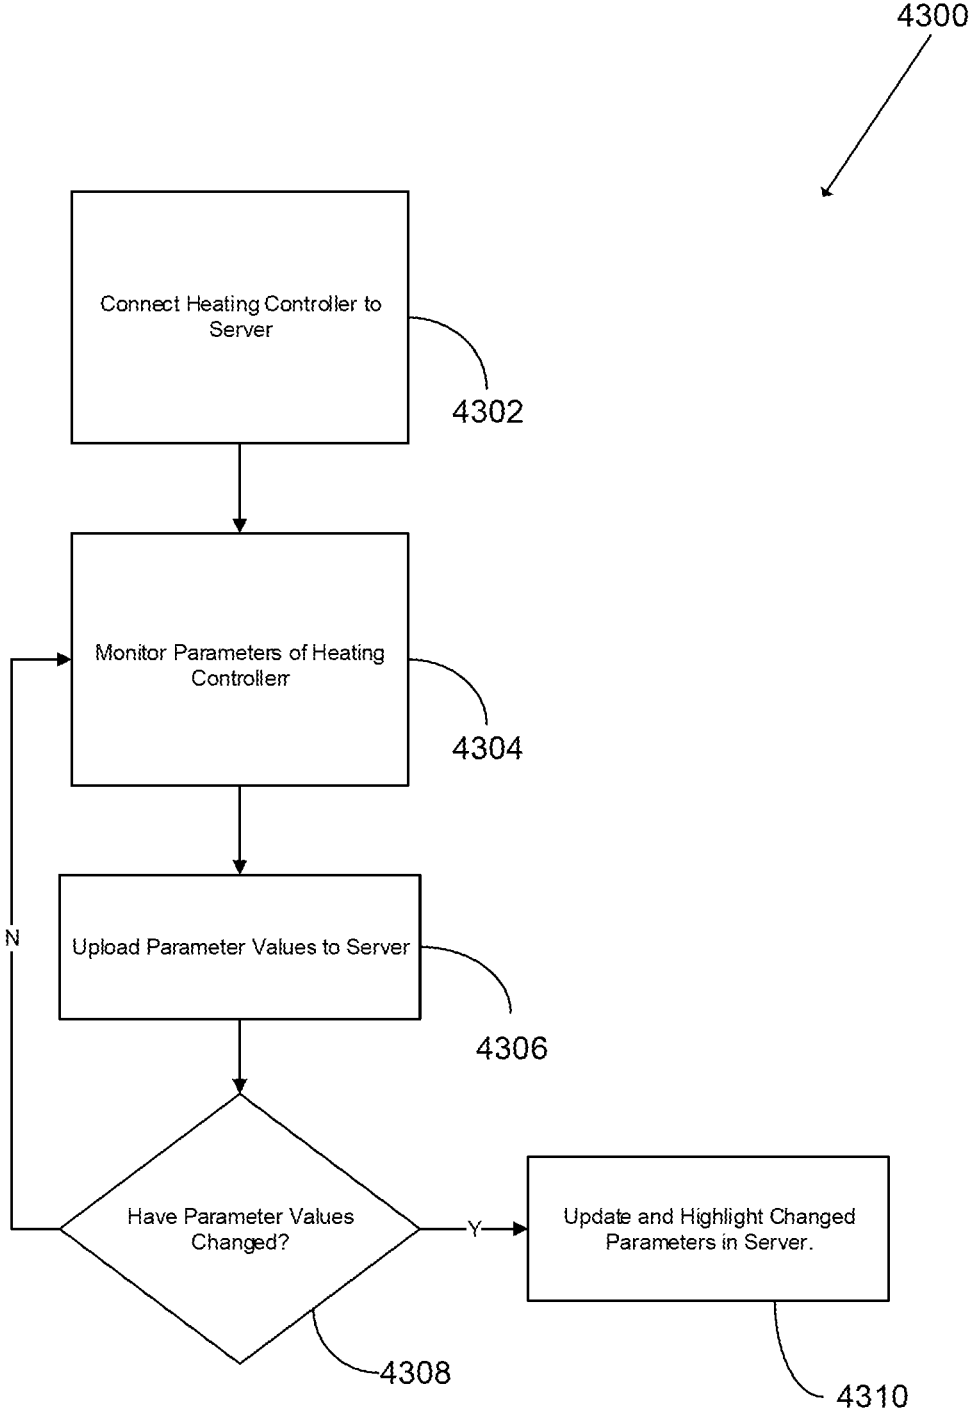 4300
Connect Heating Controller to
Server
4302
Monitor Parameters of Heating
Controllerr
4304
N
Upload Parameter Values to Server
4306
Have Parameter Values
Changed?
Y
Update and Highlight Changed
Parameters in Server.
4308
4310